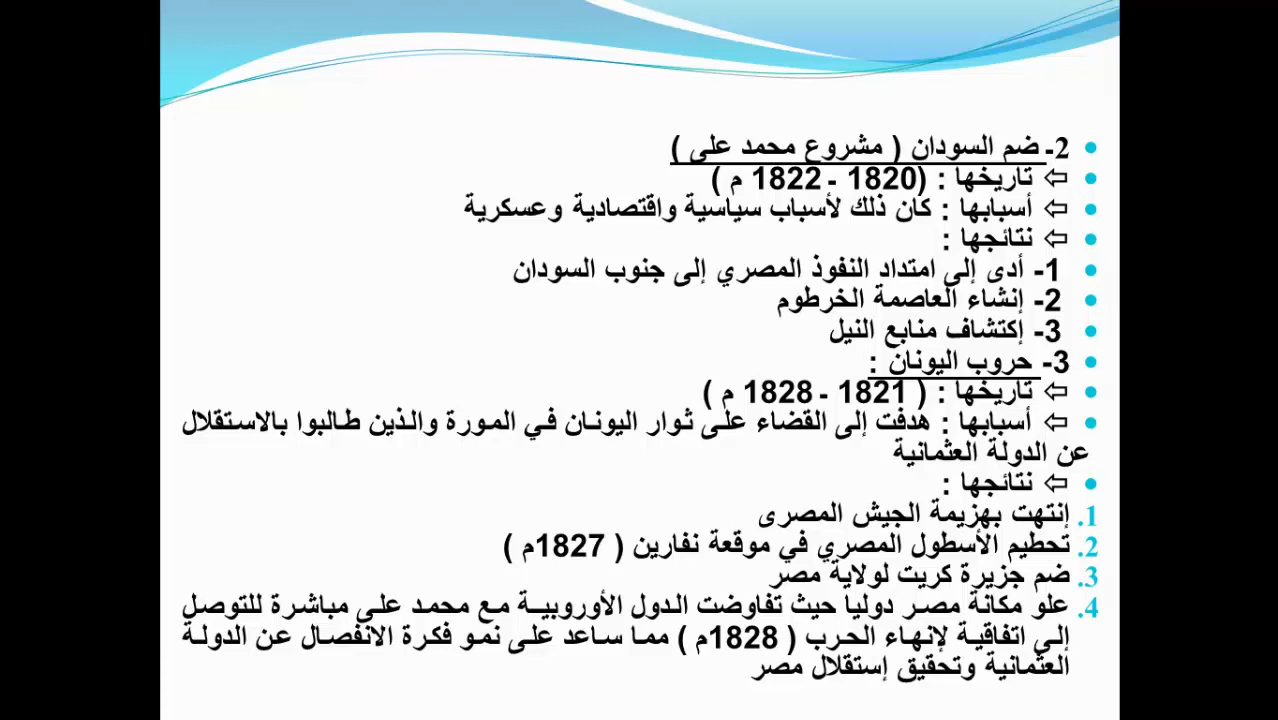 2- ضم السودان ( مشروع محمد على )
⇦ تاريخها : (1820 - 1822 م )
⇦ أسبابها : كان ذلك لأسباب سياسية واقتصادية وعسكرية
⇦ نتائجها :
1- أدى إلى امتداد النفوذ المصري إلى جنوب السودان
2- إنشاء العاصمة الخرطوم
3- إكتشاف منابع النيل
3- حروب اليونان :
⇦ تاريخها : ( 1821 - 1828 م )
⇦ أسبابها : هدفت إلى القضاء على ثوار اليونان في المورة والذين طالبوا بالاستقلال
عن الدولة العثمانية
⇦ نتائجها :
1. إنتهت بهزيمة الجيش المصرى
2. تحطيم الأسطول المصري في موقعة نفارين ( 1827م )
3. ضم جزيرة كريت لولاية مصر
4. علو مكانة مصر دوليا حيث تفاوضت الدول الأوروبية مع محمد على مباشرة للتوصل
إلى اتفاقية لإنهاء الحرب ( 1828م ) مما ساعد على نمو فكرة الانفصال عن الدولة
العثمانية وتحقيق إستقلال مصر